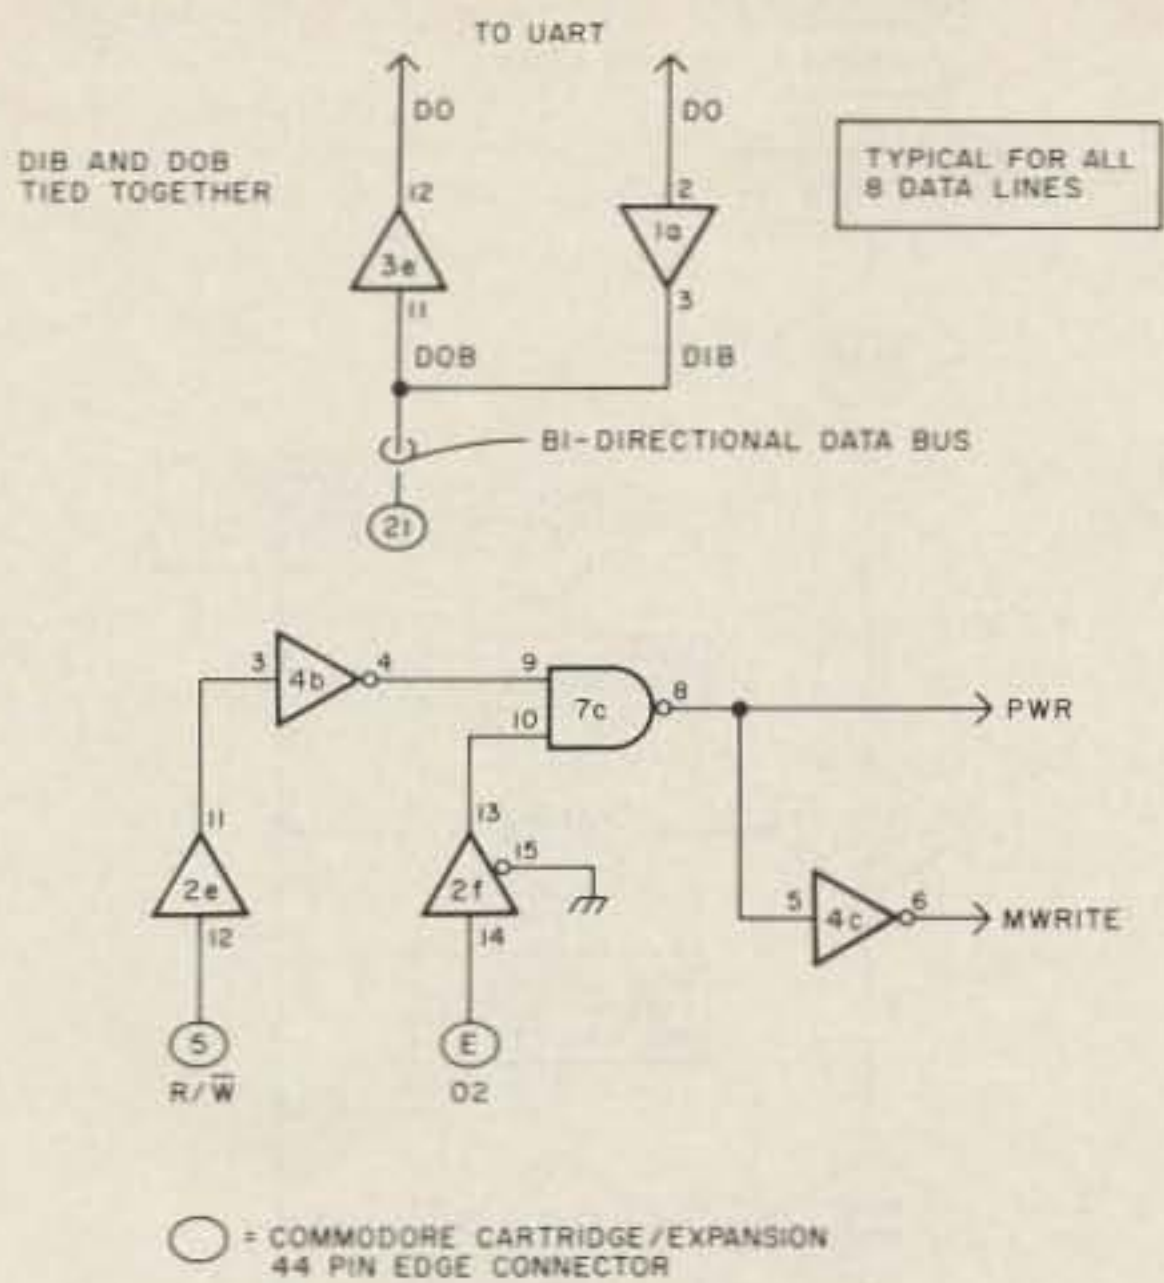 TO UART
DO
DO
DIB AND DOB
TIED TOGETHER
TYPICAL FOR ALL
8 DATA LINES
12
2
3e
1a
11
3
DOB
DIB
BI-DIRECTIONAL DATA BUS
21
3
4b
4
9
10
7c
8
PWR
11
13
15
2e
2f
12
14
5
4c
6
MWRITE
5
E
R/W̅
02
= COMMODORE CARTRIDGE/EXPANSION
44 PIN EDGE CONNECTOR